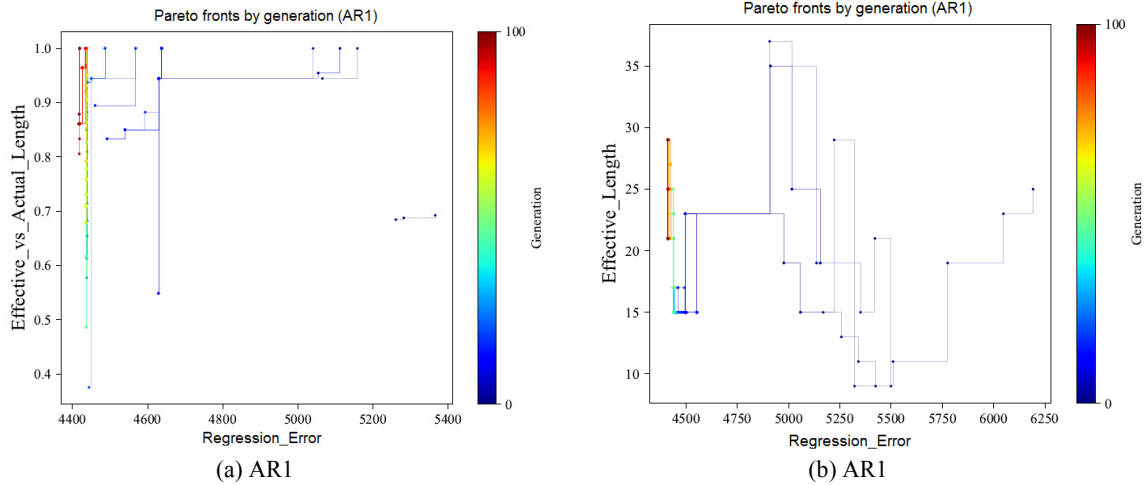 Pareto fronts by generation (AR1)
Effective_vs_Actual_Length
1.0
0.9
0.8
0.7
0.6
0.5
0.4
4400 4600 4800 5000 5200 5400
Regression_Error
100
Generation
0
(a) AR1
Pareto fronts by generation (AR1)
Effective_Length
35
30
25
20
15
10
4500 4750 5000 5250 5500 5750 6000 6250
Regression_Error
100
Generation
0
(b) AR1